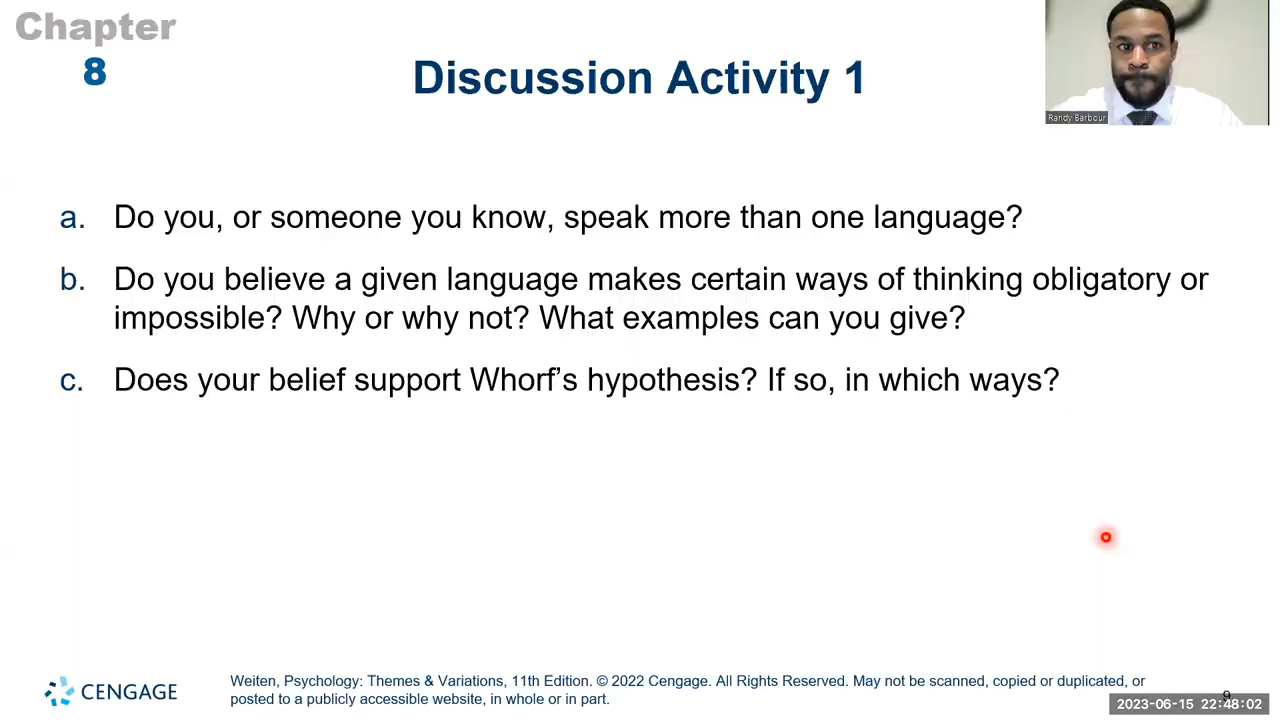 Chapter
8
Discussion Activity 1
Randy Barbour
a. Do you, or someone you know, speak more than one language?
b. Do you believe a given language makes certain ways of thinking obligatory or
impossible? Why or why not? What examples can you give?
c. Does your belief support Whorf’s hypothesis? If so, in which ways?
CENGAGE
Weiten, Psychology: Themes & Variations, 11th Edition. © 2022 Cengage. All Rights Reserved. May not be scanned, copied or duplicated, or
posted to a publicly accessible website, in whole or in part.
9
2023-06-15 22:48:02